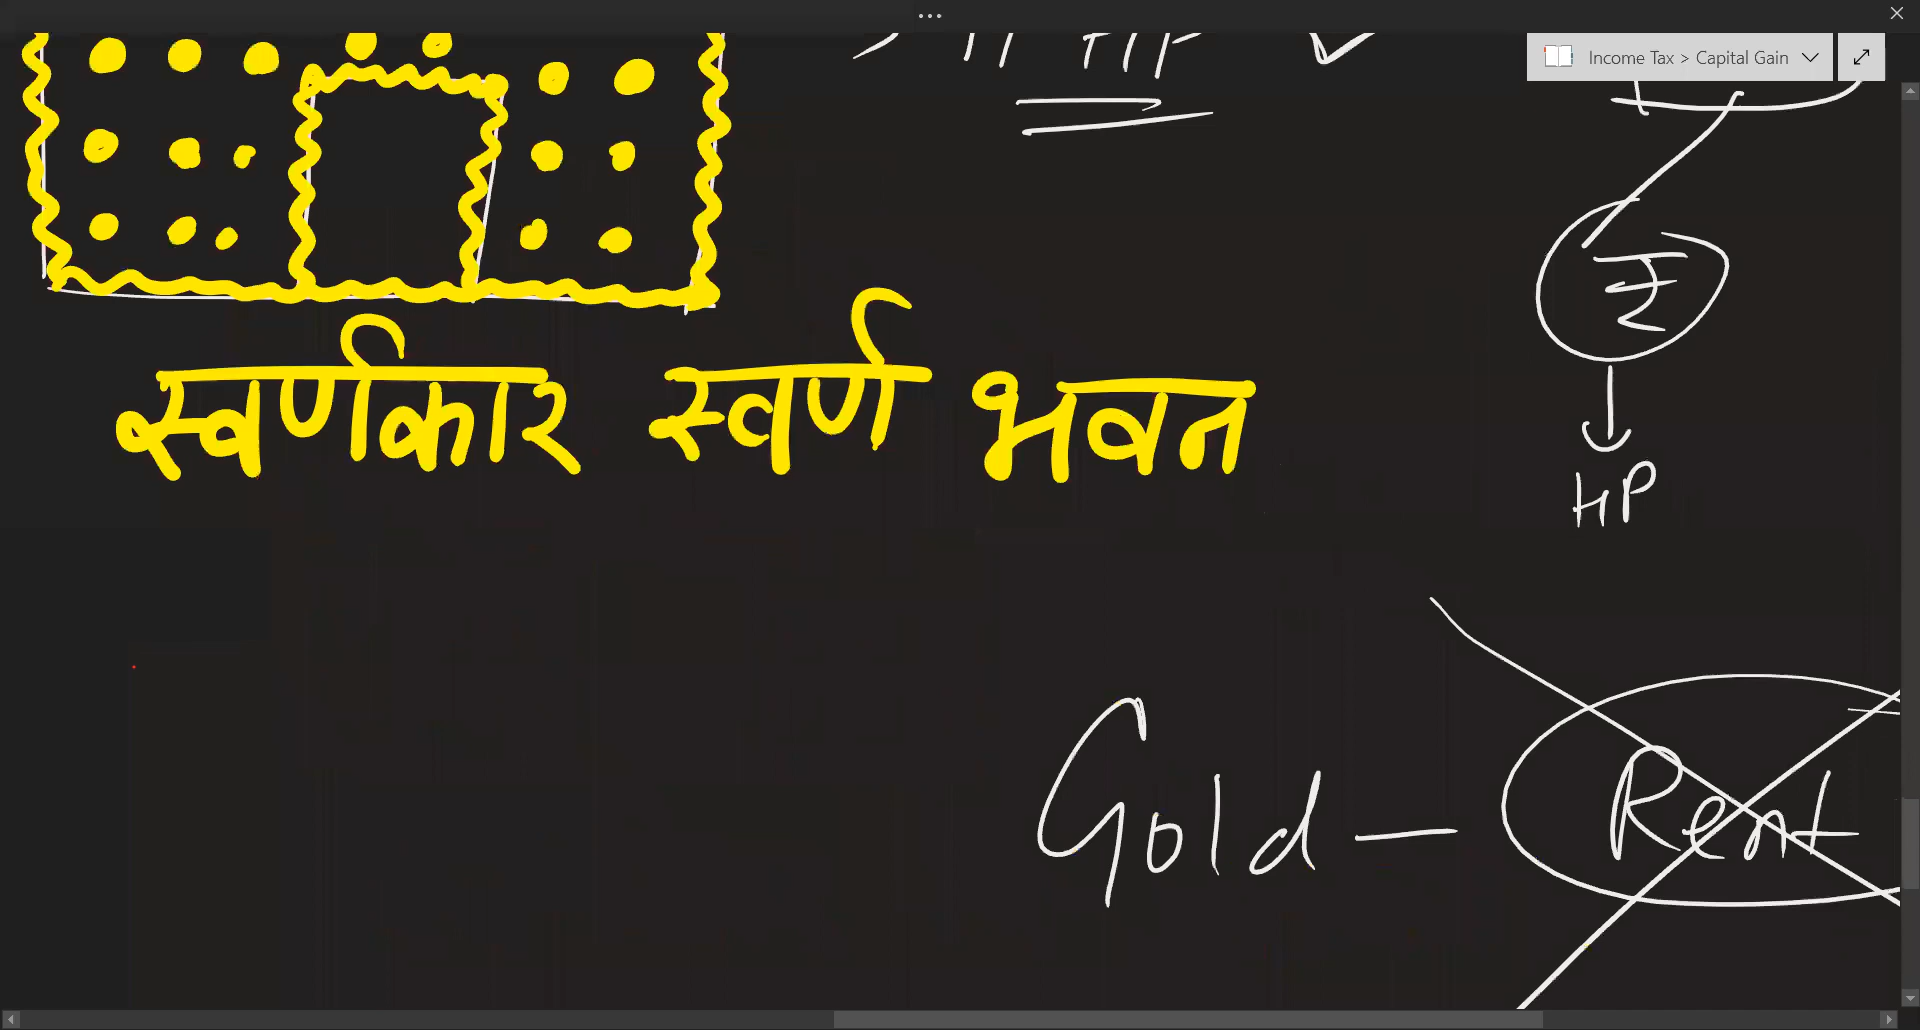 Income Tax > Capital Gain
₹
स्वर्णकार स्वर्ण भवन
HP
Gold — Rent